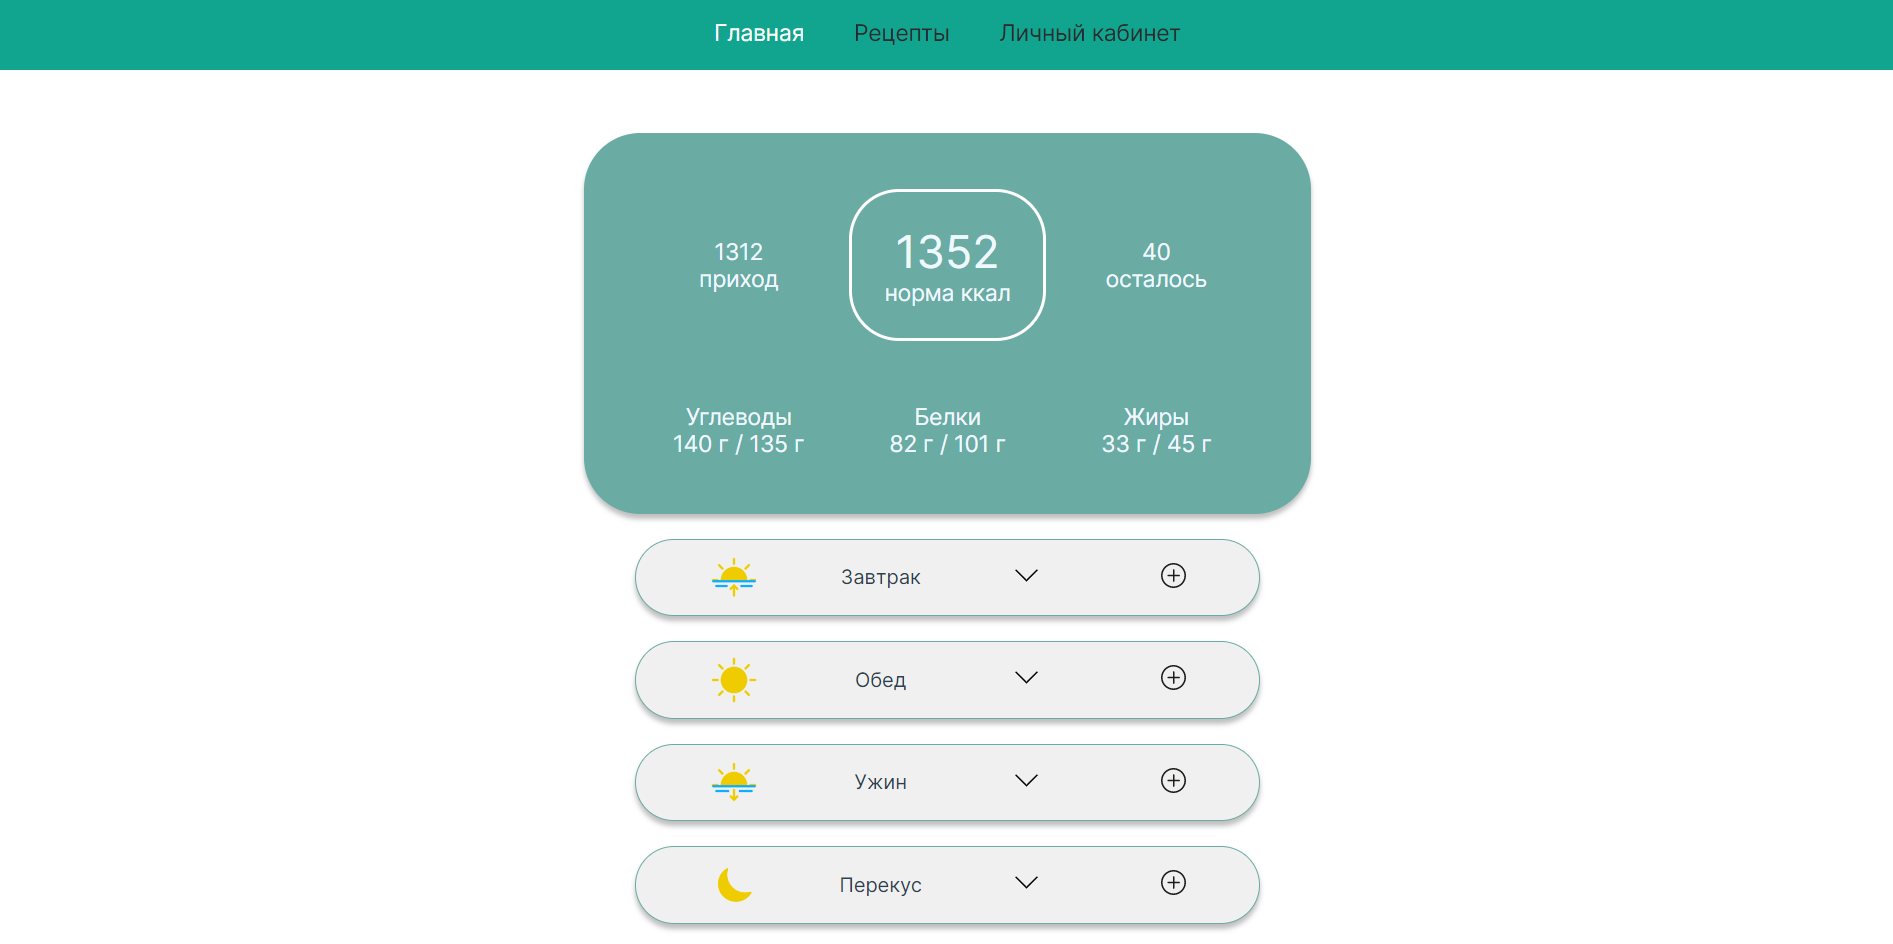 Главная Рецепты Личный кабинет
1312
приход
1352
норма ккал
40
осталось
Углеводы
140 г / 135 г
Белки
82 г / 101 г
Жиры
33 г / 45 г
Завтрак
Обед
Ужин
Перекус